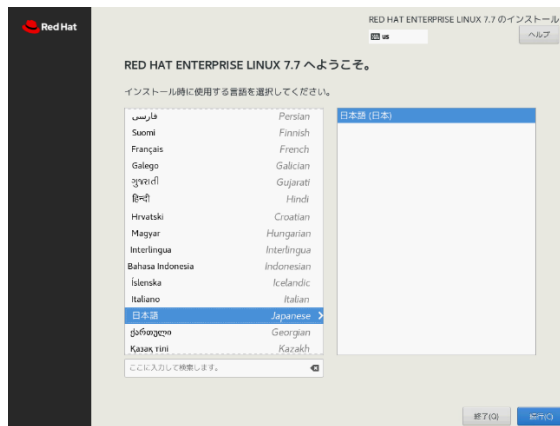 Red Hat
RED HAT ENTERPRISE LINUX 7.7 のインストール
us
ヘルプ
RED HAT ENTERPRISE LINUX 7.7 へようこそ。
インストール時に使用する言語を選択してください。
فارسی Persian
Suomi Finnish
Français French
Galego Galician
ગુજરાતી Gujarati
हिन्दी Hindi
Hrvatski Croatian
Magyar Hungarian
Interlingua Interlingua
Bahasa Indonesia Indonesian
Íslenska Icelandic
Italiano Italian
日本語 Japanese
ქართული Georgian
Қазақ тілі Kazakh
日本語 (日本)
ここに入力して検索します。
終了(Q)
続行(C)